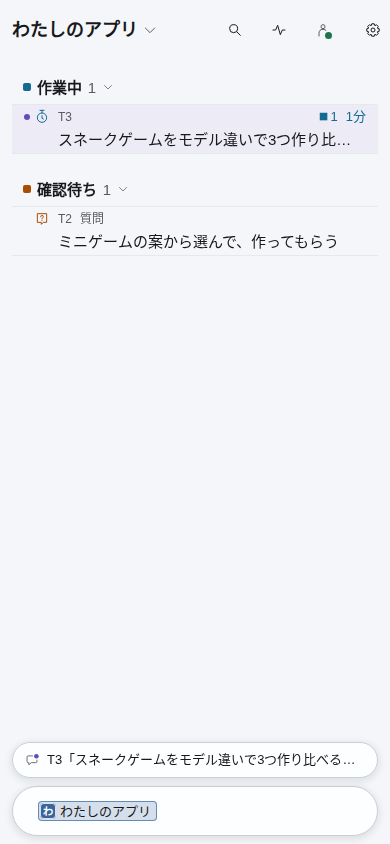 わたしのアプリ
作業中 1
T3 1 1分
スネークゲームをモデル違いで3つ作り比…
確認待ち 1
T2 質問
ミニゲームの案から選んで、作ってもらう
T3「スネークゲームをモデル違いで3つ作り比べる…
わ わたしのアプリ